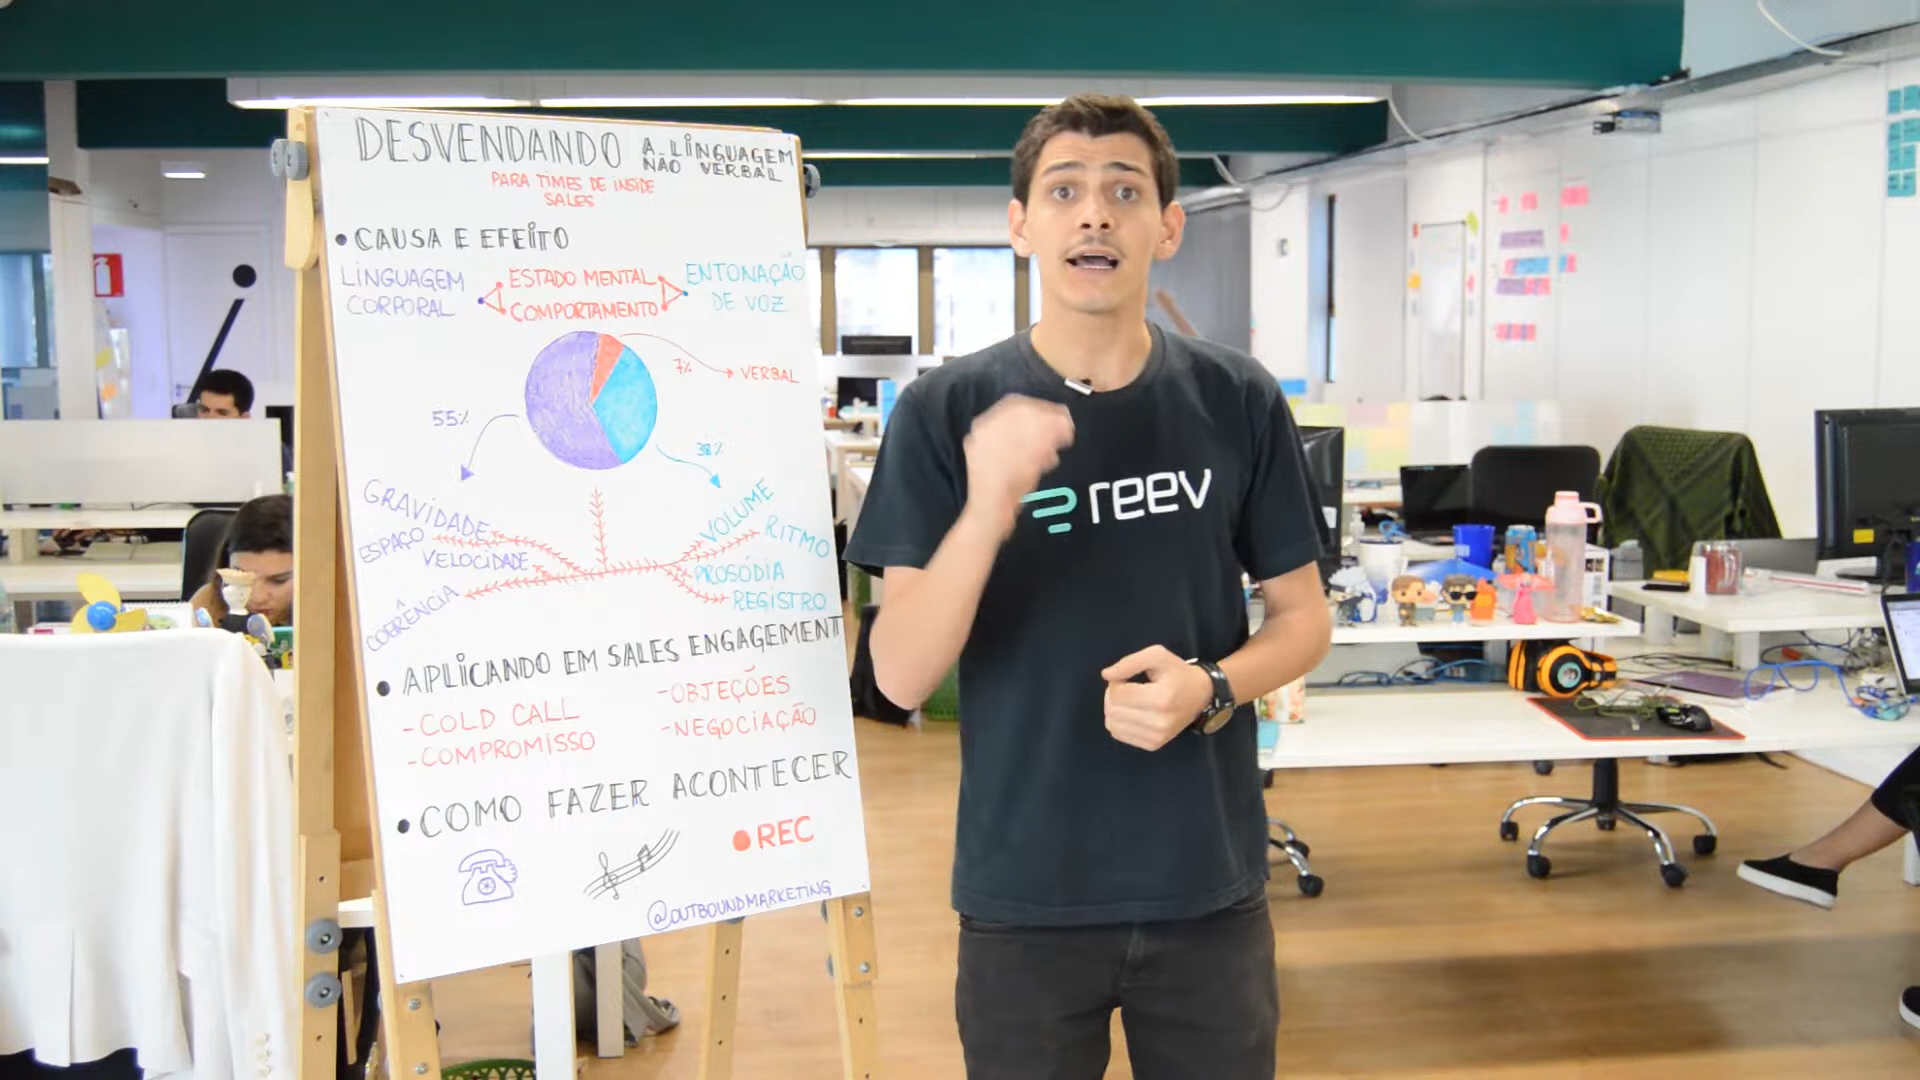 DESVENDANDO A LINGUAGEM
NÃO VERBAL
PARA TIMES DE INSIDE
SALES
• CAUSA E EFEITO
LINGUAGEM
CORPORAL
ESTADO MENTAL
COMPORTAMENTO
ENTONAÇÃO
DE VOZ
7%
VERBAL
55%
38%
GRAVIDADE
ESPAÇO
VELOCIDADE
COERÊNCIA
VOLUME
RITMO
PROSÓDIA
REGISTRO
• APLICANDO EM SALES ENGAGEMENT
- COLD CALL
- COMPROMISSO
- OBJEÇÕES
- NEGOCIAÇÃO
• COMO FAZER ACONTECER
REC
@OUTBOUNDMARKETING
reev